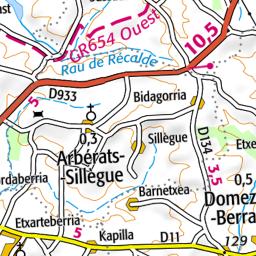 GR654 Ouest
10,5
Rau de Récalde
D933
Bidagorria
5
0,3
Sillègue
D134
Etxe
Arbérats-
-Sillègue
3,5
0,5
ordaberria
Barnetxea
Domez
-Berra
Etxarteberria
5
Kapilla
D11
129